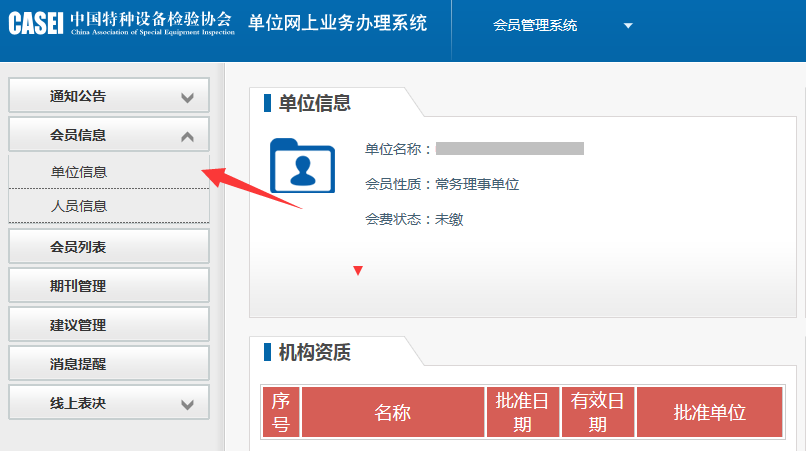 CASEI 中国特种设备检验协会 单位网上业务办理系统 会员管理系统
China Association of Special Equipment Inspection
通知公告
会员信息
单位信息
人员信息
会员列表
期刊管理
建议管理
消息提醒
线上表决
单位信息
单位名称：
会员性质：常务理事单位
会费状态：未缴
机构资质
序号 名称 批准日期 有效日期 批准单位